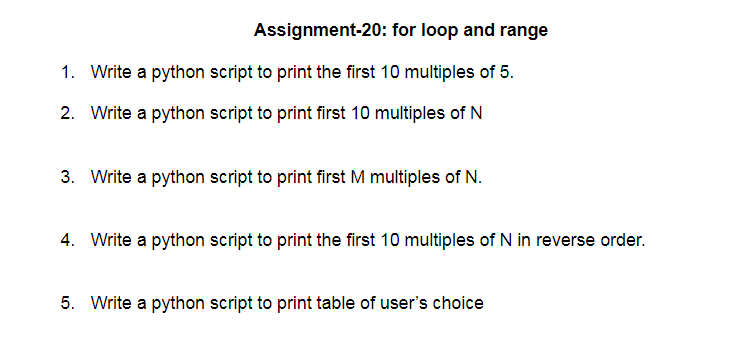 Assignment-20: for loop and range
1. Write a python script to print the first 10 multiples of 5.
2. Write a python script to print first 10 multiples of N
3. Write a python script to print first M multiples of N.
4. Write a python script to print the first 10 multiples of N in reverse order.
5. Write a python script to print table of user's choice